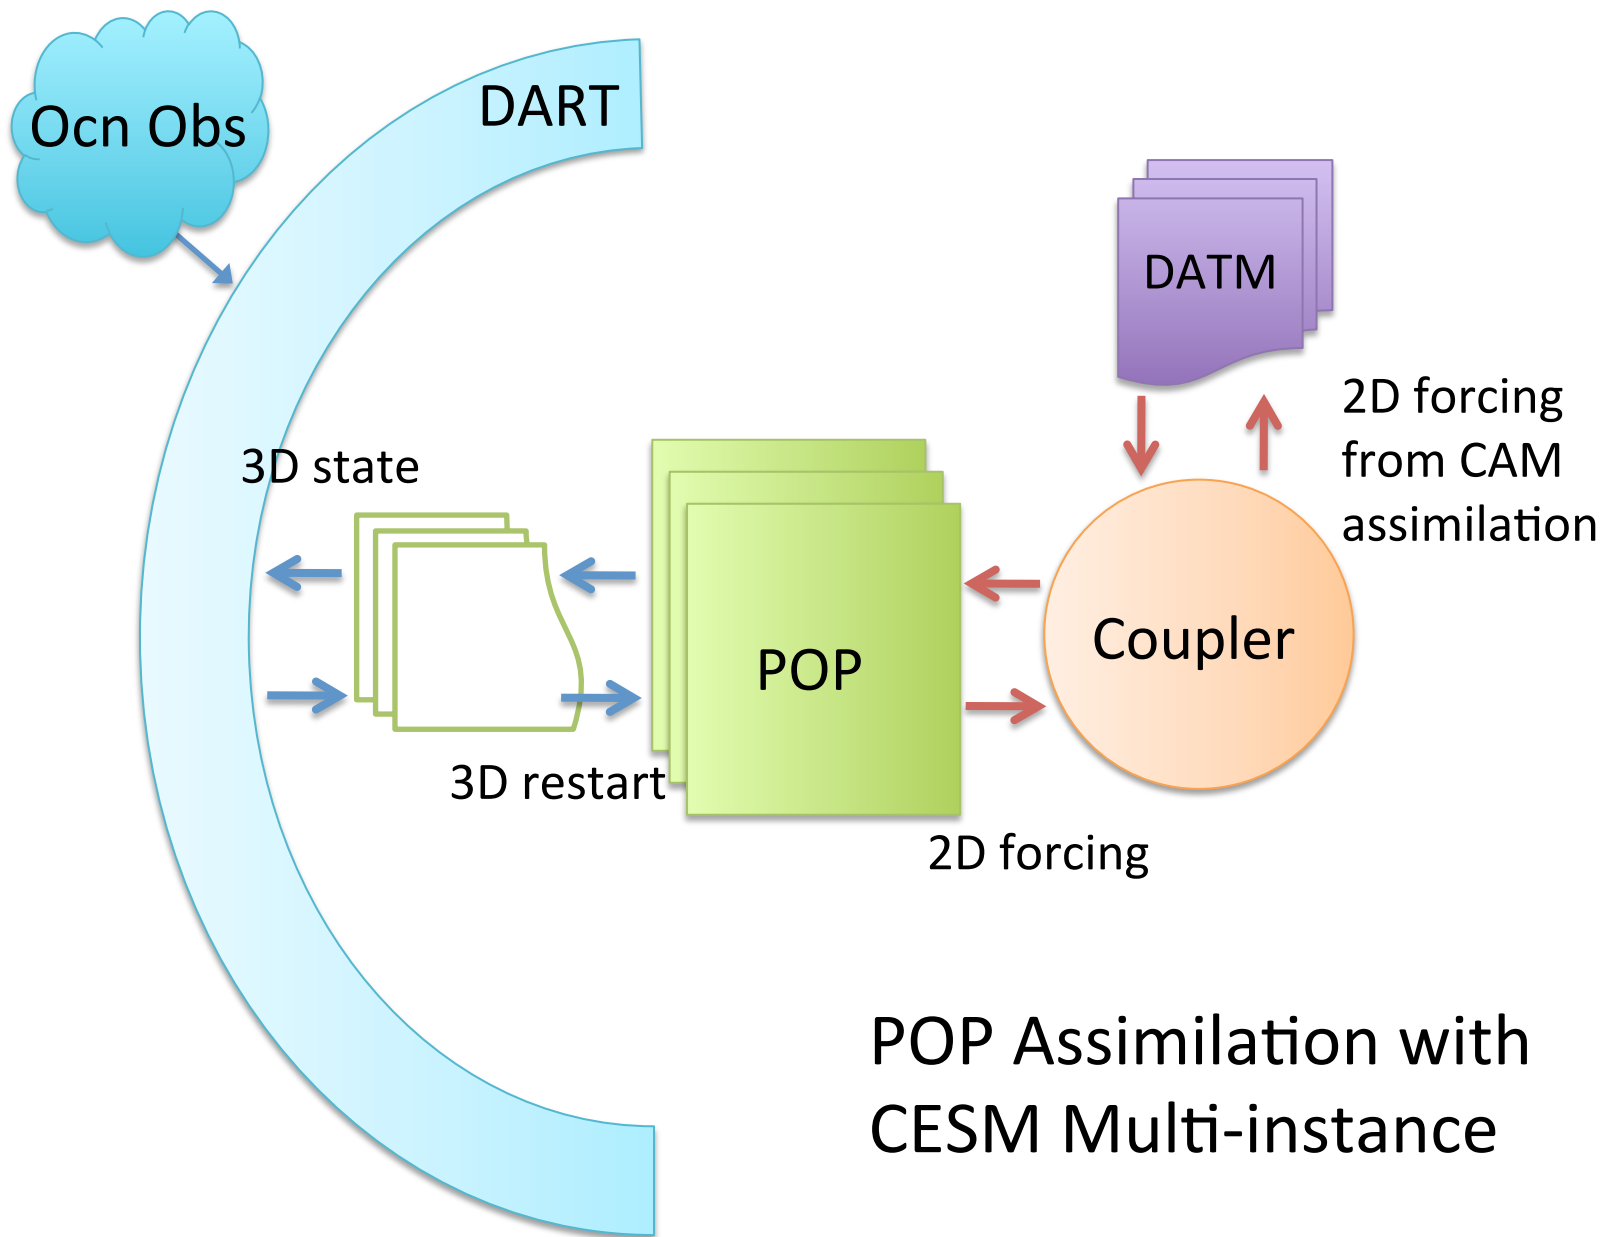 DART
Ocn Obs
DATM
2D forcing
from CAM
assimilation
3D state
Coupler
POP
3D restart
2D forcing
POP Assimilation with
CESM Multi-instance